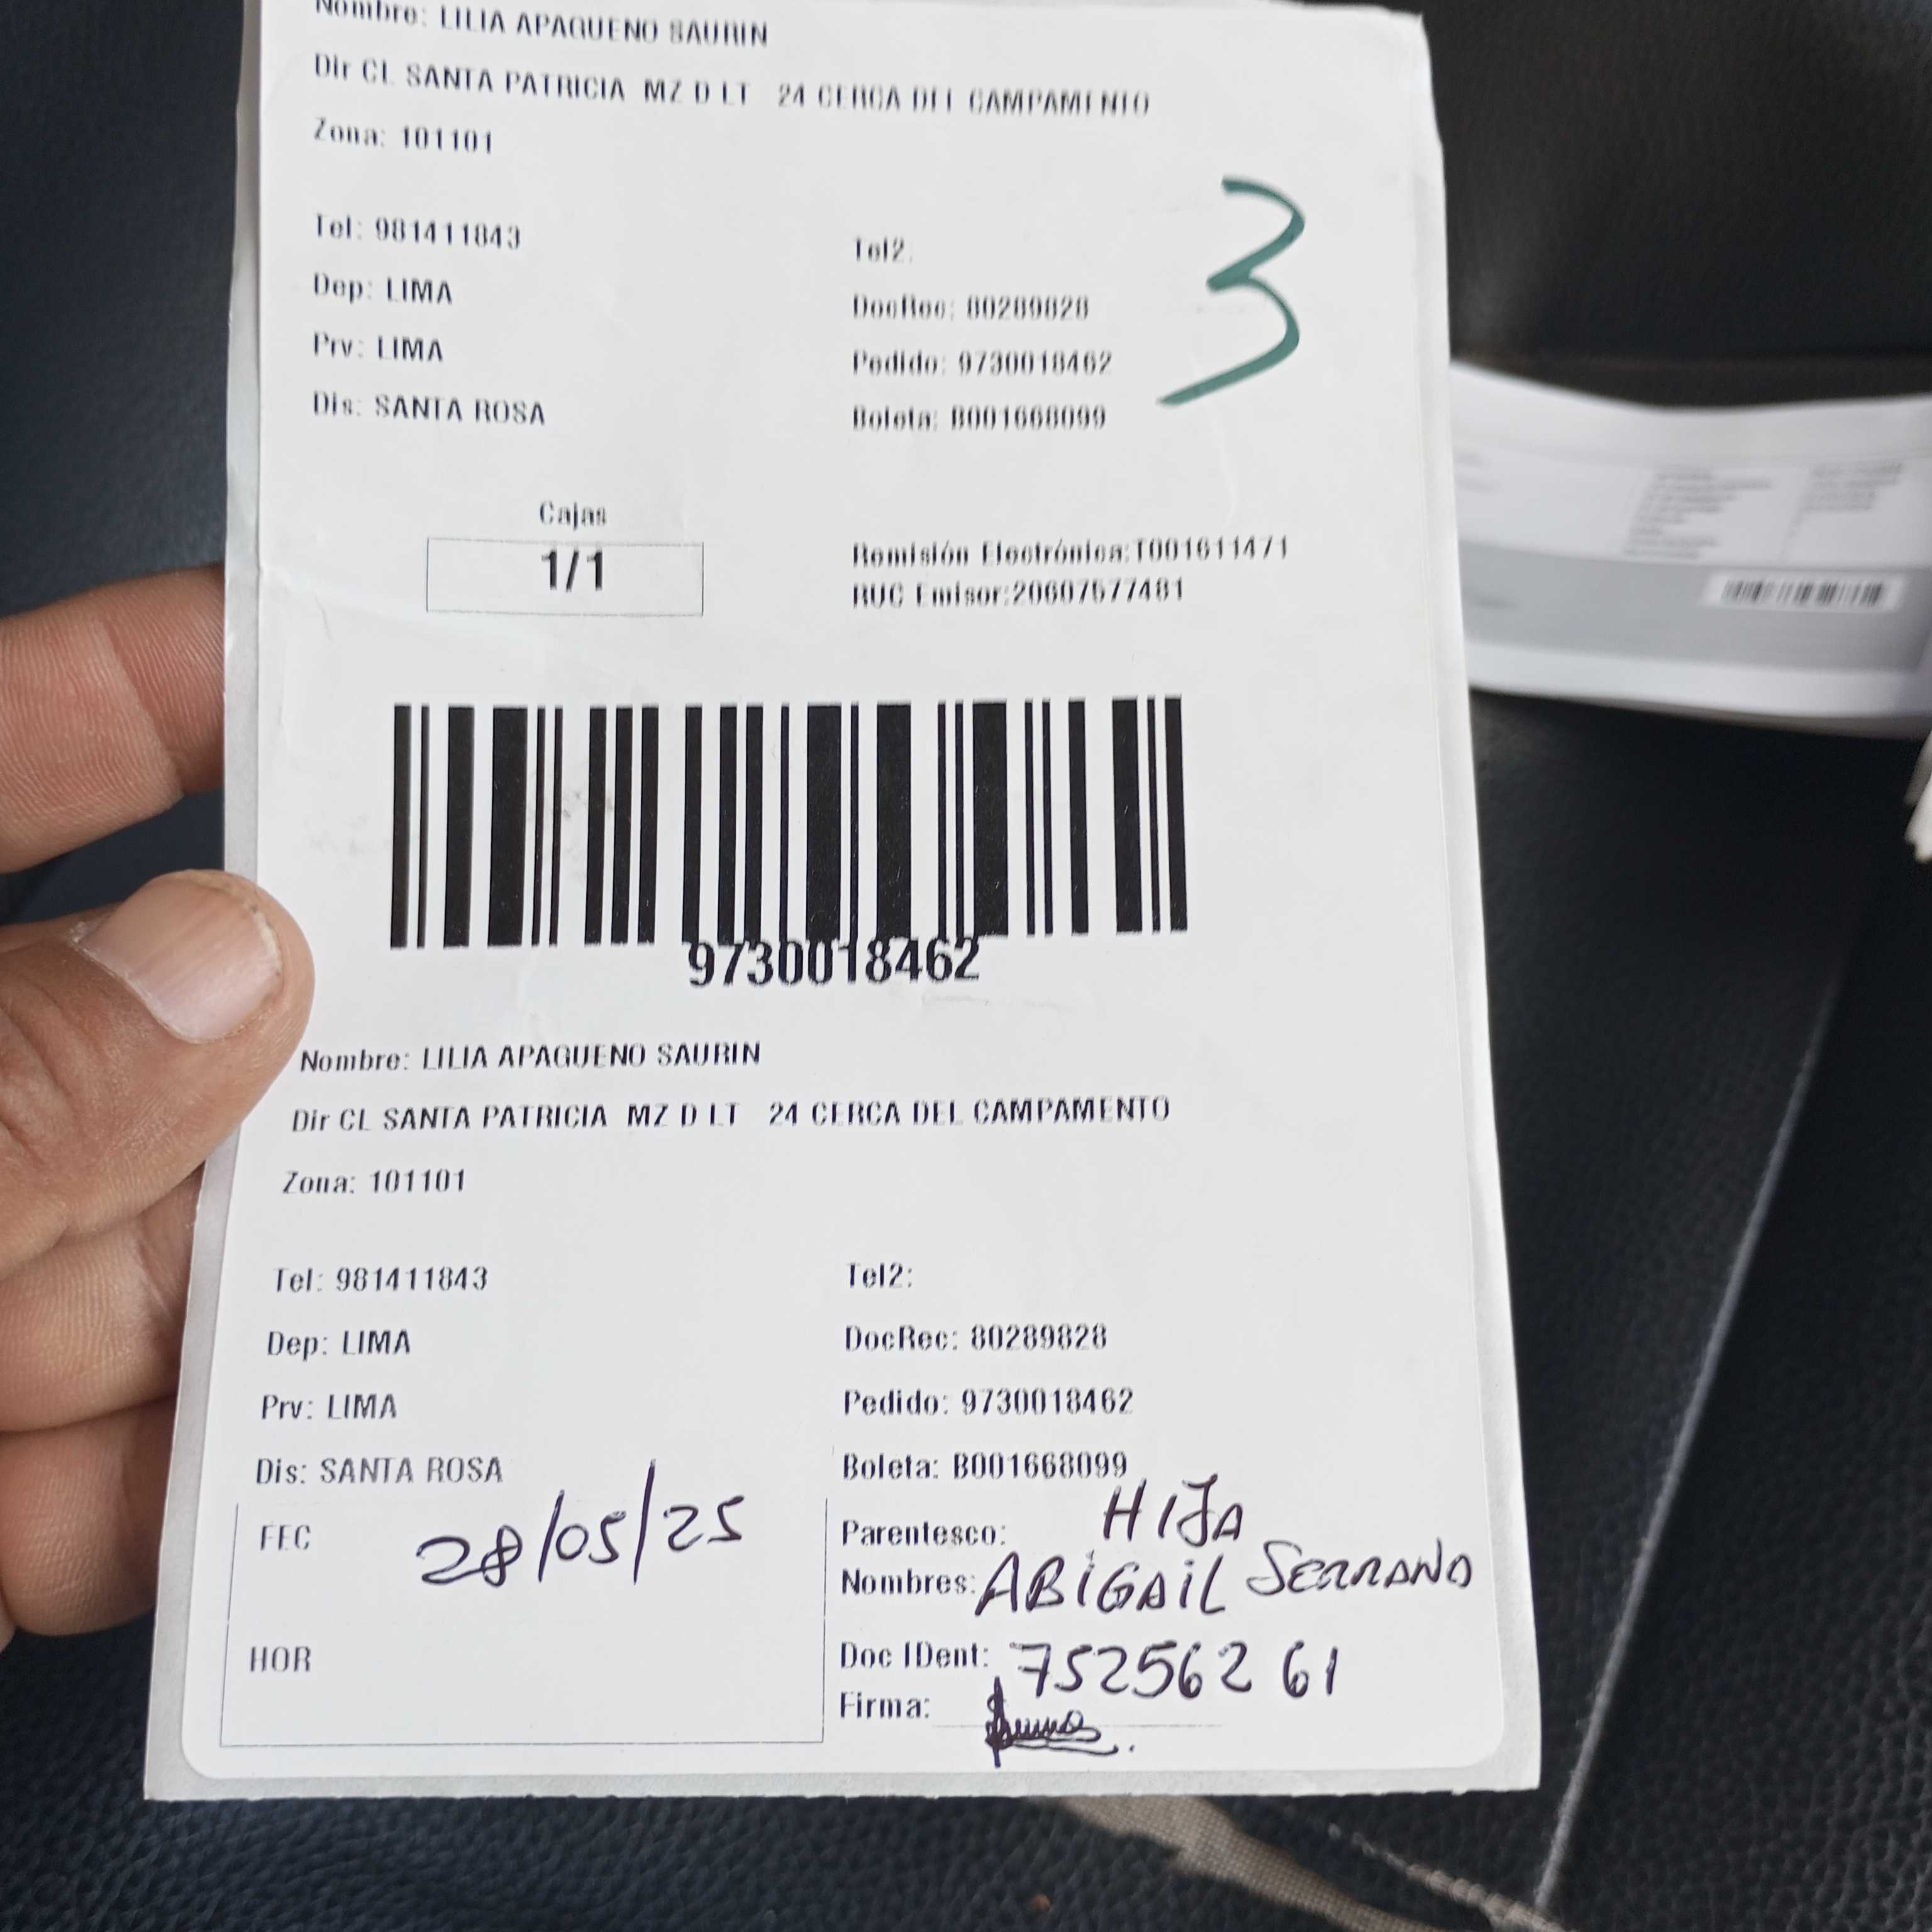 Nombre: LILIA APAGUENO SAURIN
Dir CL SANTA PATRICIA MZ D LT 24 CERCA DEL CAMPAMENTO
Zona: 101101
3
Tel: 981411843
Tel2:
Dep: LIMA
DocRec: 80289828
Prv: LIMA
Pedido: 9730018462
Dis: SANTA ROSA
Boleta: B001668099
Cajas
1/1
Remisión Electrónica:T001611471
RUC Emisor:20607577481
9730018462
Nombre: LILIA APAGUENO SAURIN
Dir CL SANTA PATRICIA MZ D LT 24 CERCA DEL CAMPAMENTO
Zona: 101101
Tel: 981411843
Tel2:
Dep: LIMA
DocRec: 80289828
Prv: LIMA
Pedido: 9730018462
Dis: SANTA ROSA
Boleta: B001668099
FEC 28/05/25
Parentesco: HIJA
Nombres: ABIGAIL SERRANO
HOR
Doc IDent: 75256261
Firma: